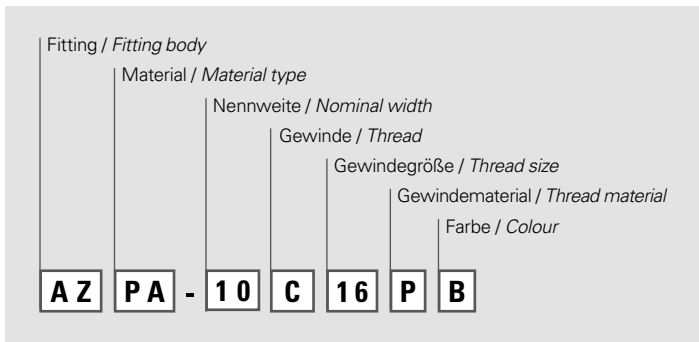 Fitting / Fitting body
Material / Material type
Nennweite / Nominal width
Gewinde / Thread
Gewindegröße / Thread size
Gewindematerial / Thread material
Farbe / Colour
AZ PA - 10 C 16 P B